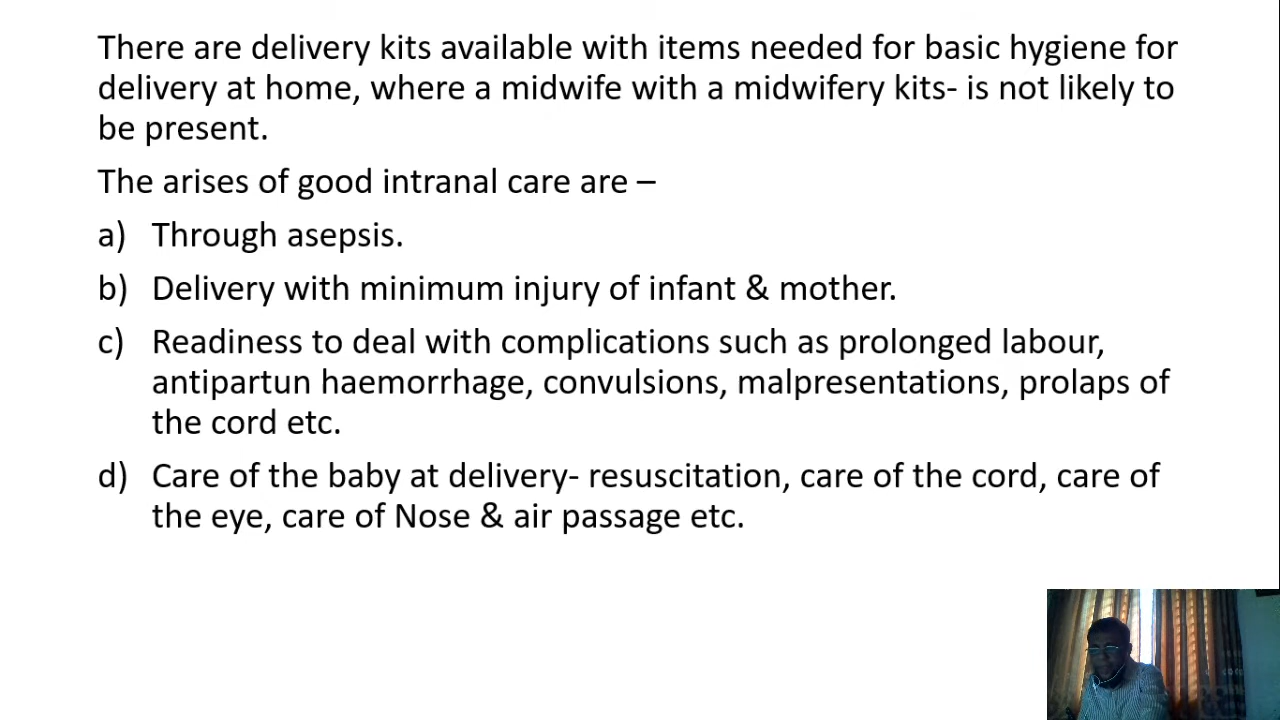 There are delivery kits available with items needed for basic hygiene for
delivery at home, where a midwife with a midwifery kits- is not likely to
be present.
The arises of good intranal care are –
a) Through asepsis.
b) Delivery with minimum injury of infant & mother.
c) Readiness to deal with complications such as prolonged labour,
antipartun haemorrhage, convulsions, malpresentations, prolaps of
the cord etc.
d) Care of the baby at delivery- resuscitation, care of the cord, care of
the eye, care of Nose & air passage etc.